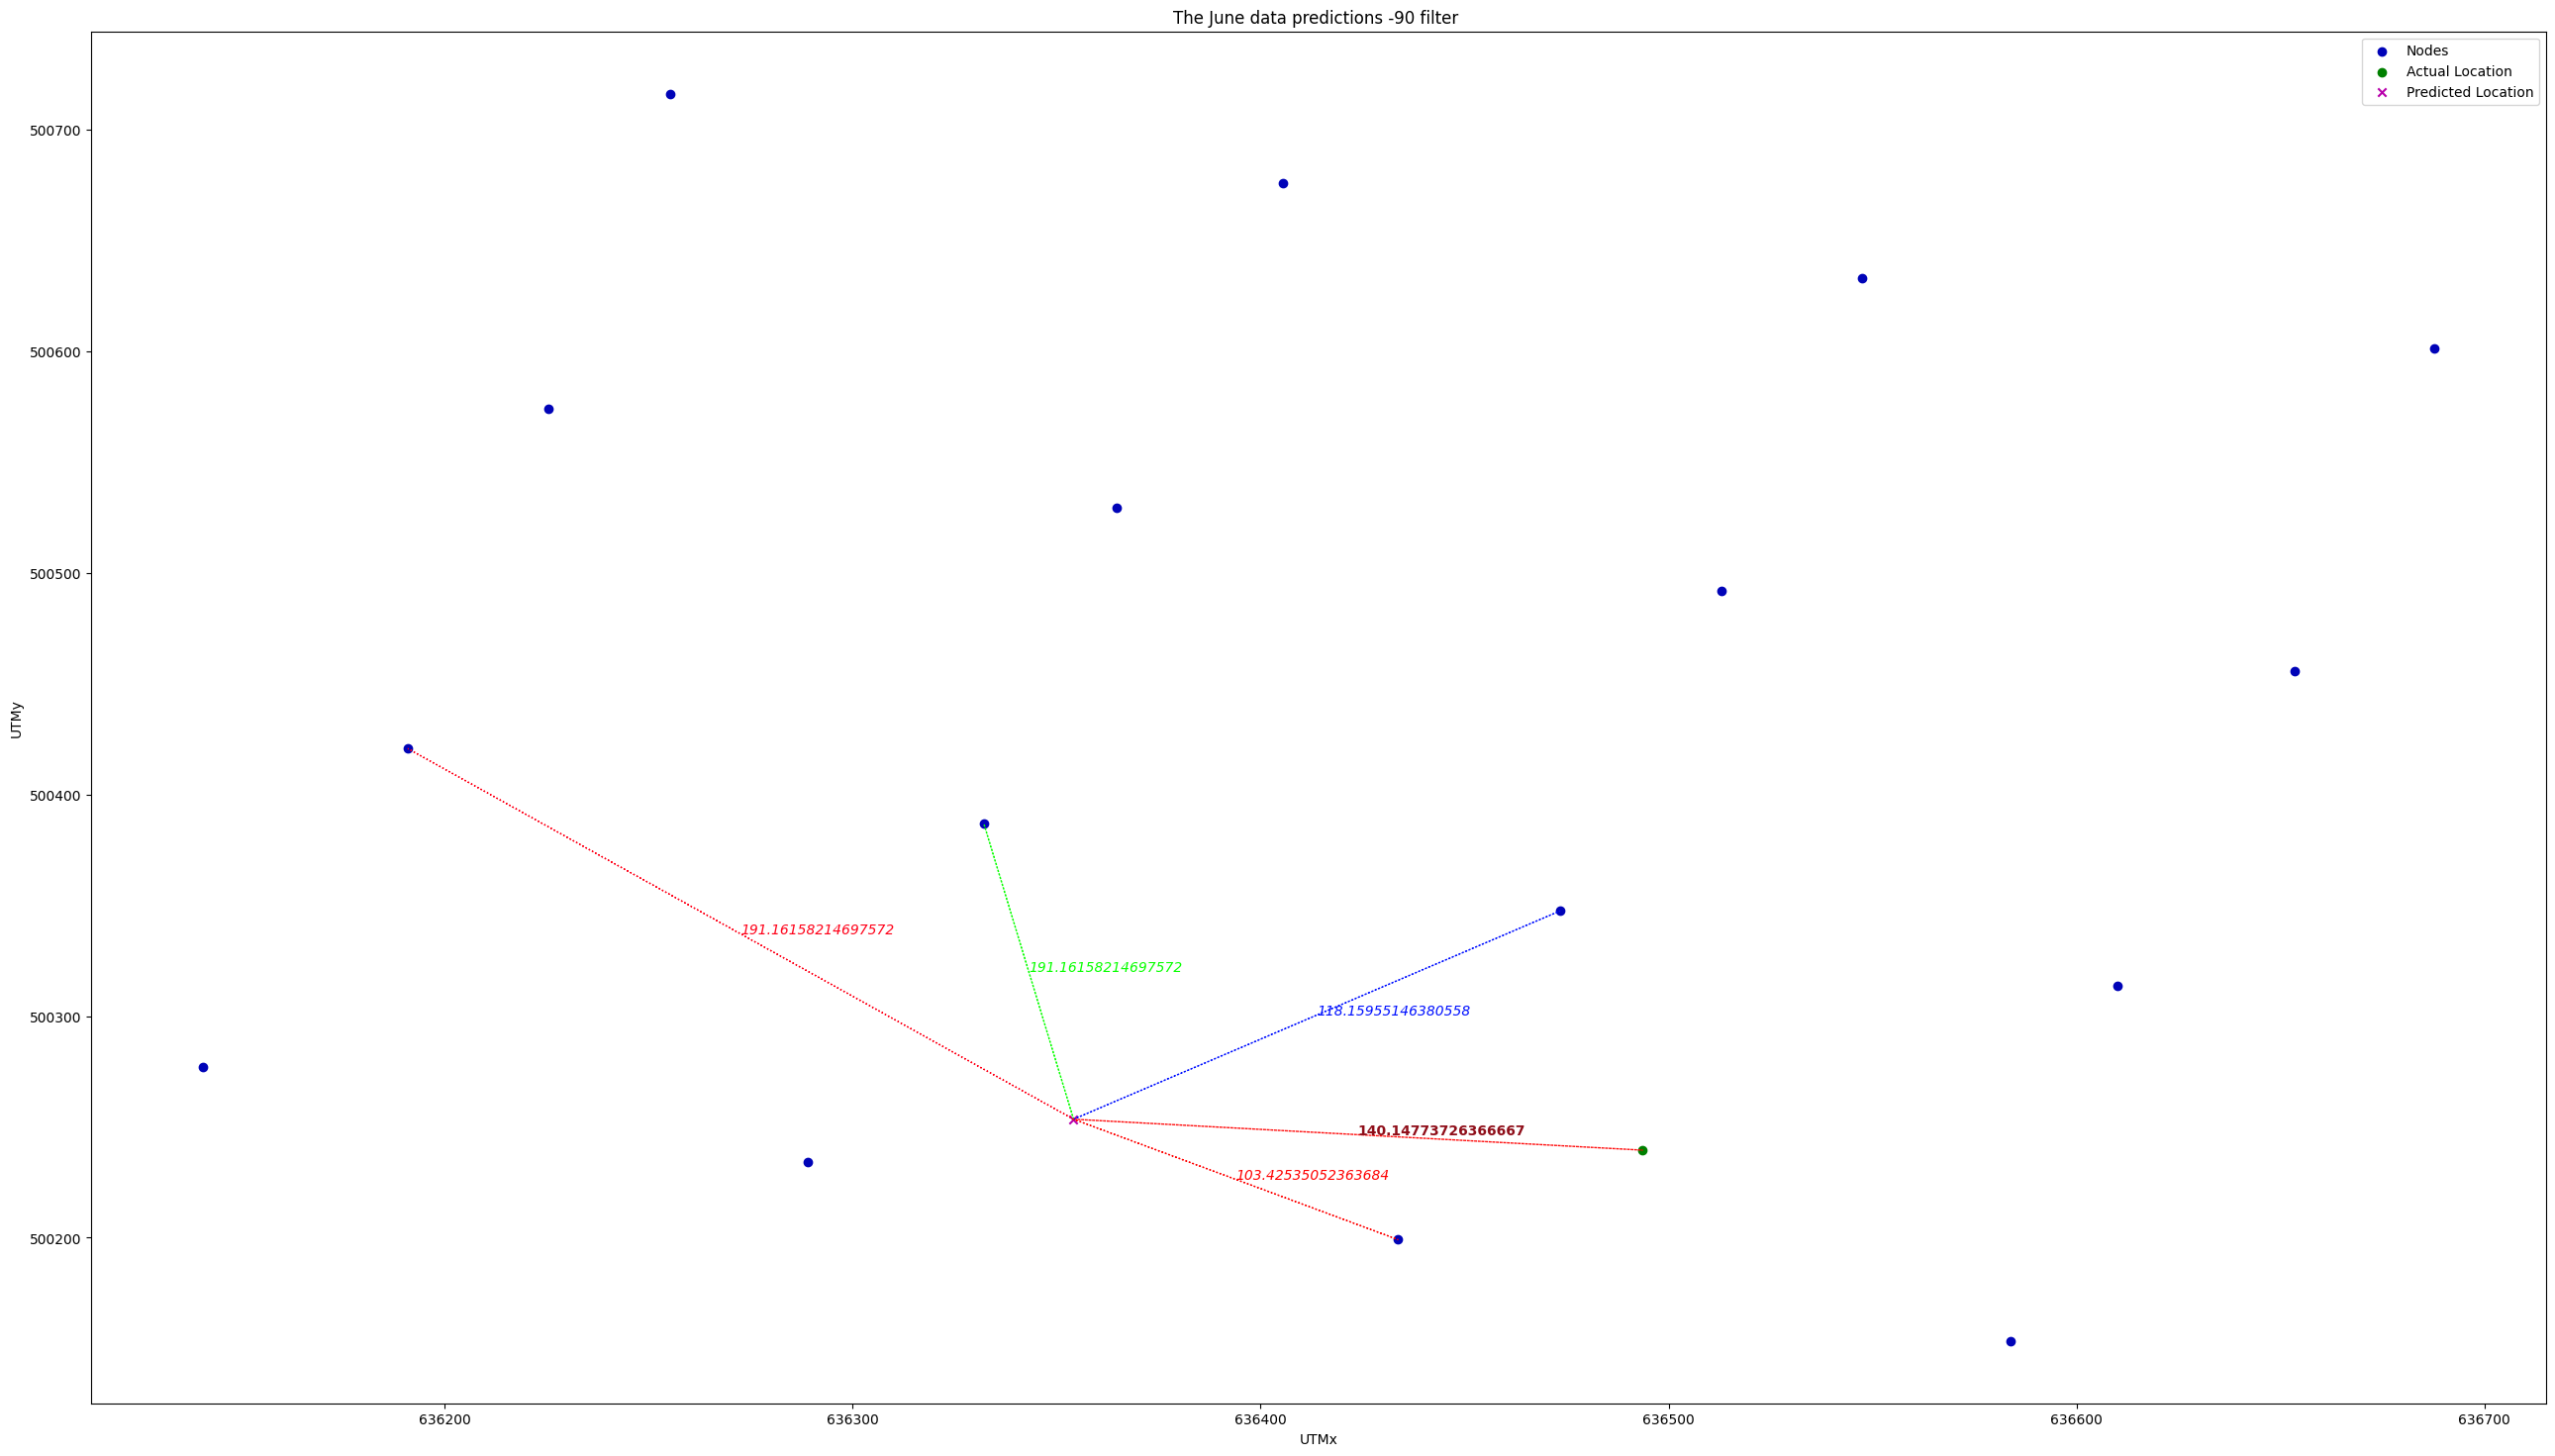 The June data predictions -90 filter
Nodes
Actual Location
Predicted Location
500700
500600
500500
500400
500300
500200
UTMy
191.16158214697572
191.16158214697572
118.15955146380558
140.14773726366667
103.42535052363684
636200
636300
636400
636500
636600
636700
UTMx